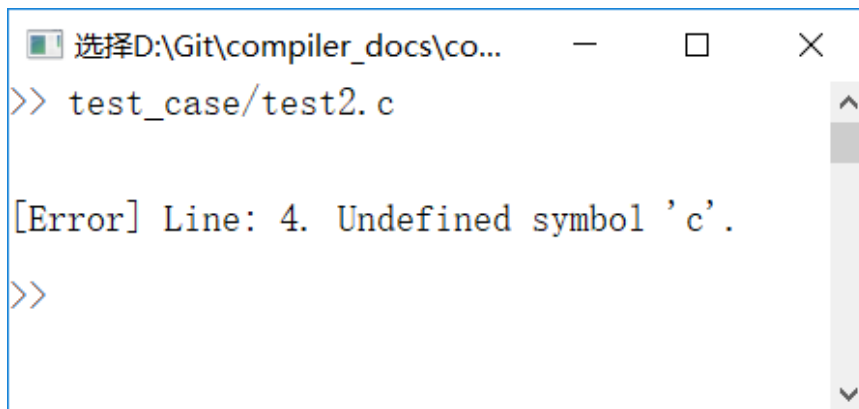 选择D:\Git\compiler_docs\co...
>> test_case/test2.c
[Error] Line: 4. Undefined symbol 'c'.
>>